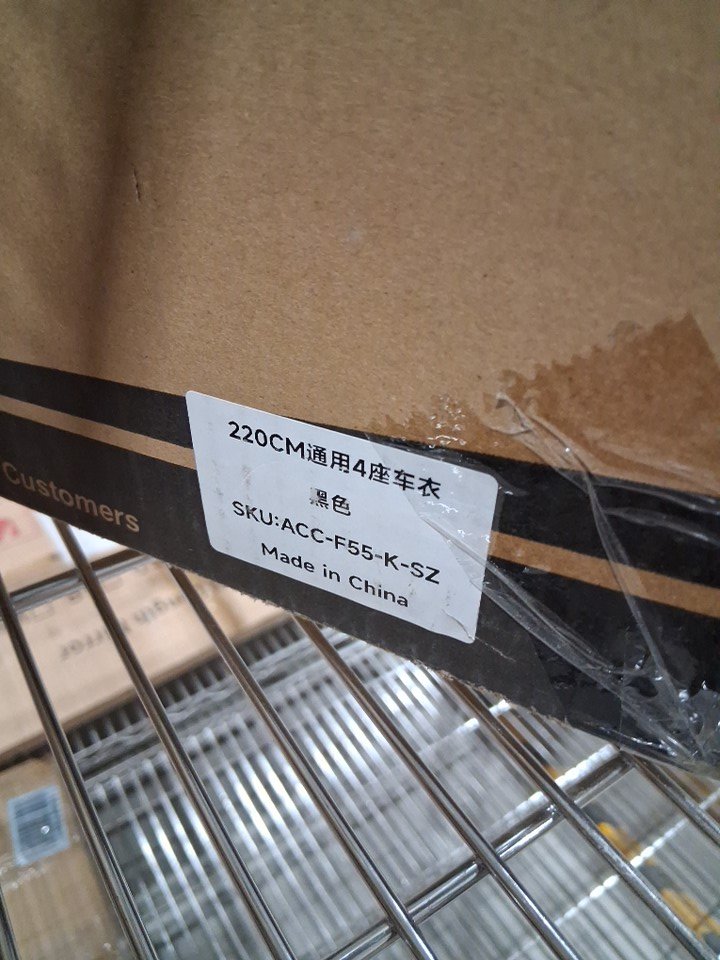 220CM通用4座车衣
黑色
SKU:ACC-F55-K-SZ
Made in China
Customers